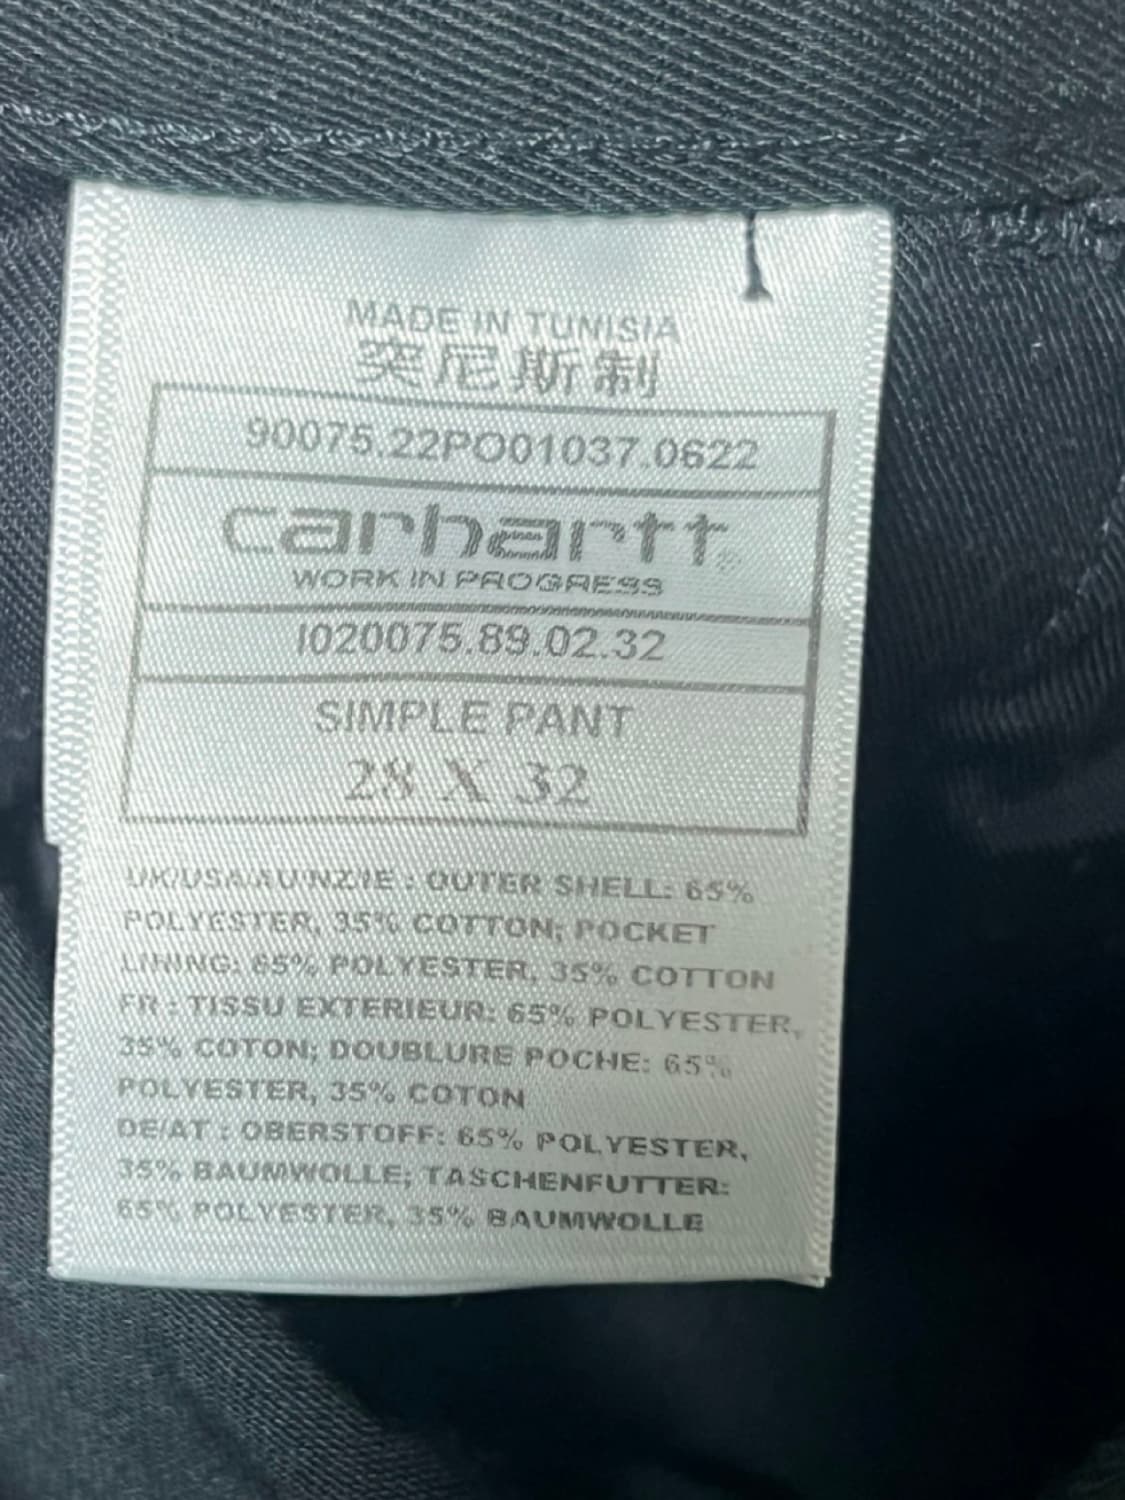 MADE IN TUNISIA
突尼斯制
90075.22PO01037.0622
carhartt
WORK IN PROGRESS
I020075.89.02.32
SIMPLE PANT
28 X 32
UK/USA/AU/NZ/IE : OUTER SHELL: 65%
POLYESTER, 35% COTTON; POCKET
LINING: 65% POLYESTER, 35% COTTON
FR : TISSU EXTERIEUR: 65% POLYESTER,
35% COTON; DOUBLURE POCHE: 65%
POLYESTER, 35% COTON
DE/AT : OBERSTOFF: 65% POLYESTER,
35% BAUMWOLLE; TASCHENFUTTER:
65% POLYESTER, 35% BAUMWOLLE